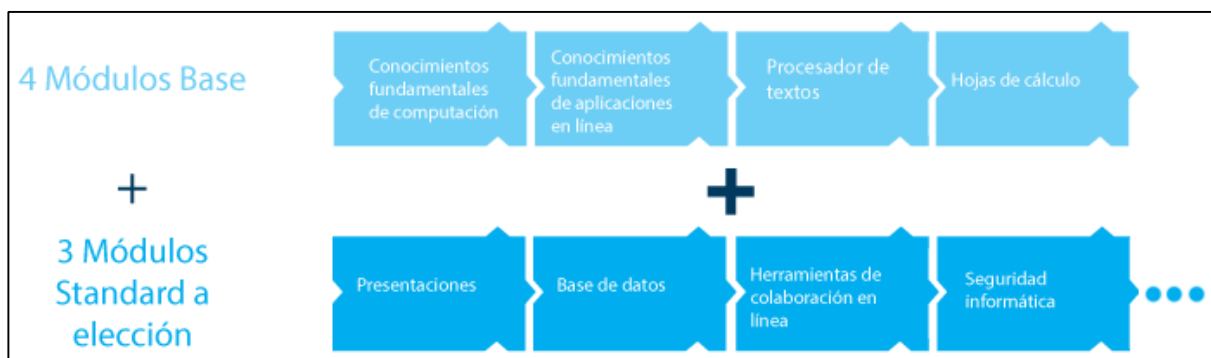 4 Módulos Base
Conocimientos
fundamentales
de computación
Conocimientos
fundamentales
de aplicaciones
en línea
Procesador de
textos
Hojas de cálculo
+
+
3 Módulos
Standard a
elección
Presentaciones
Base de datos
Herramientas de
colaboración en
línea
Seguridad
informática